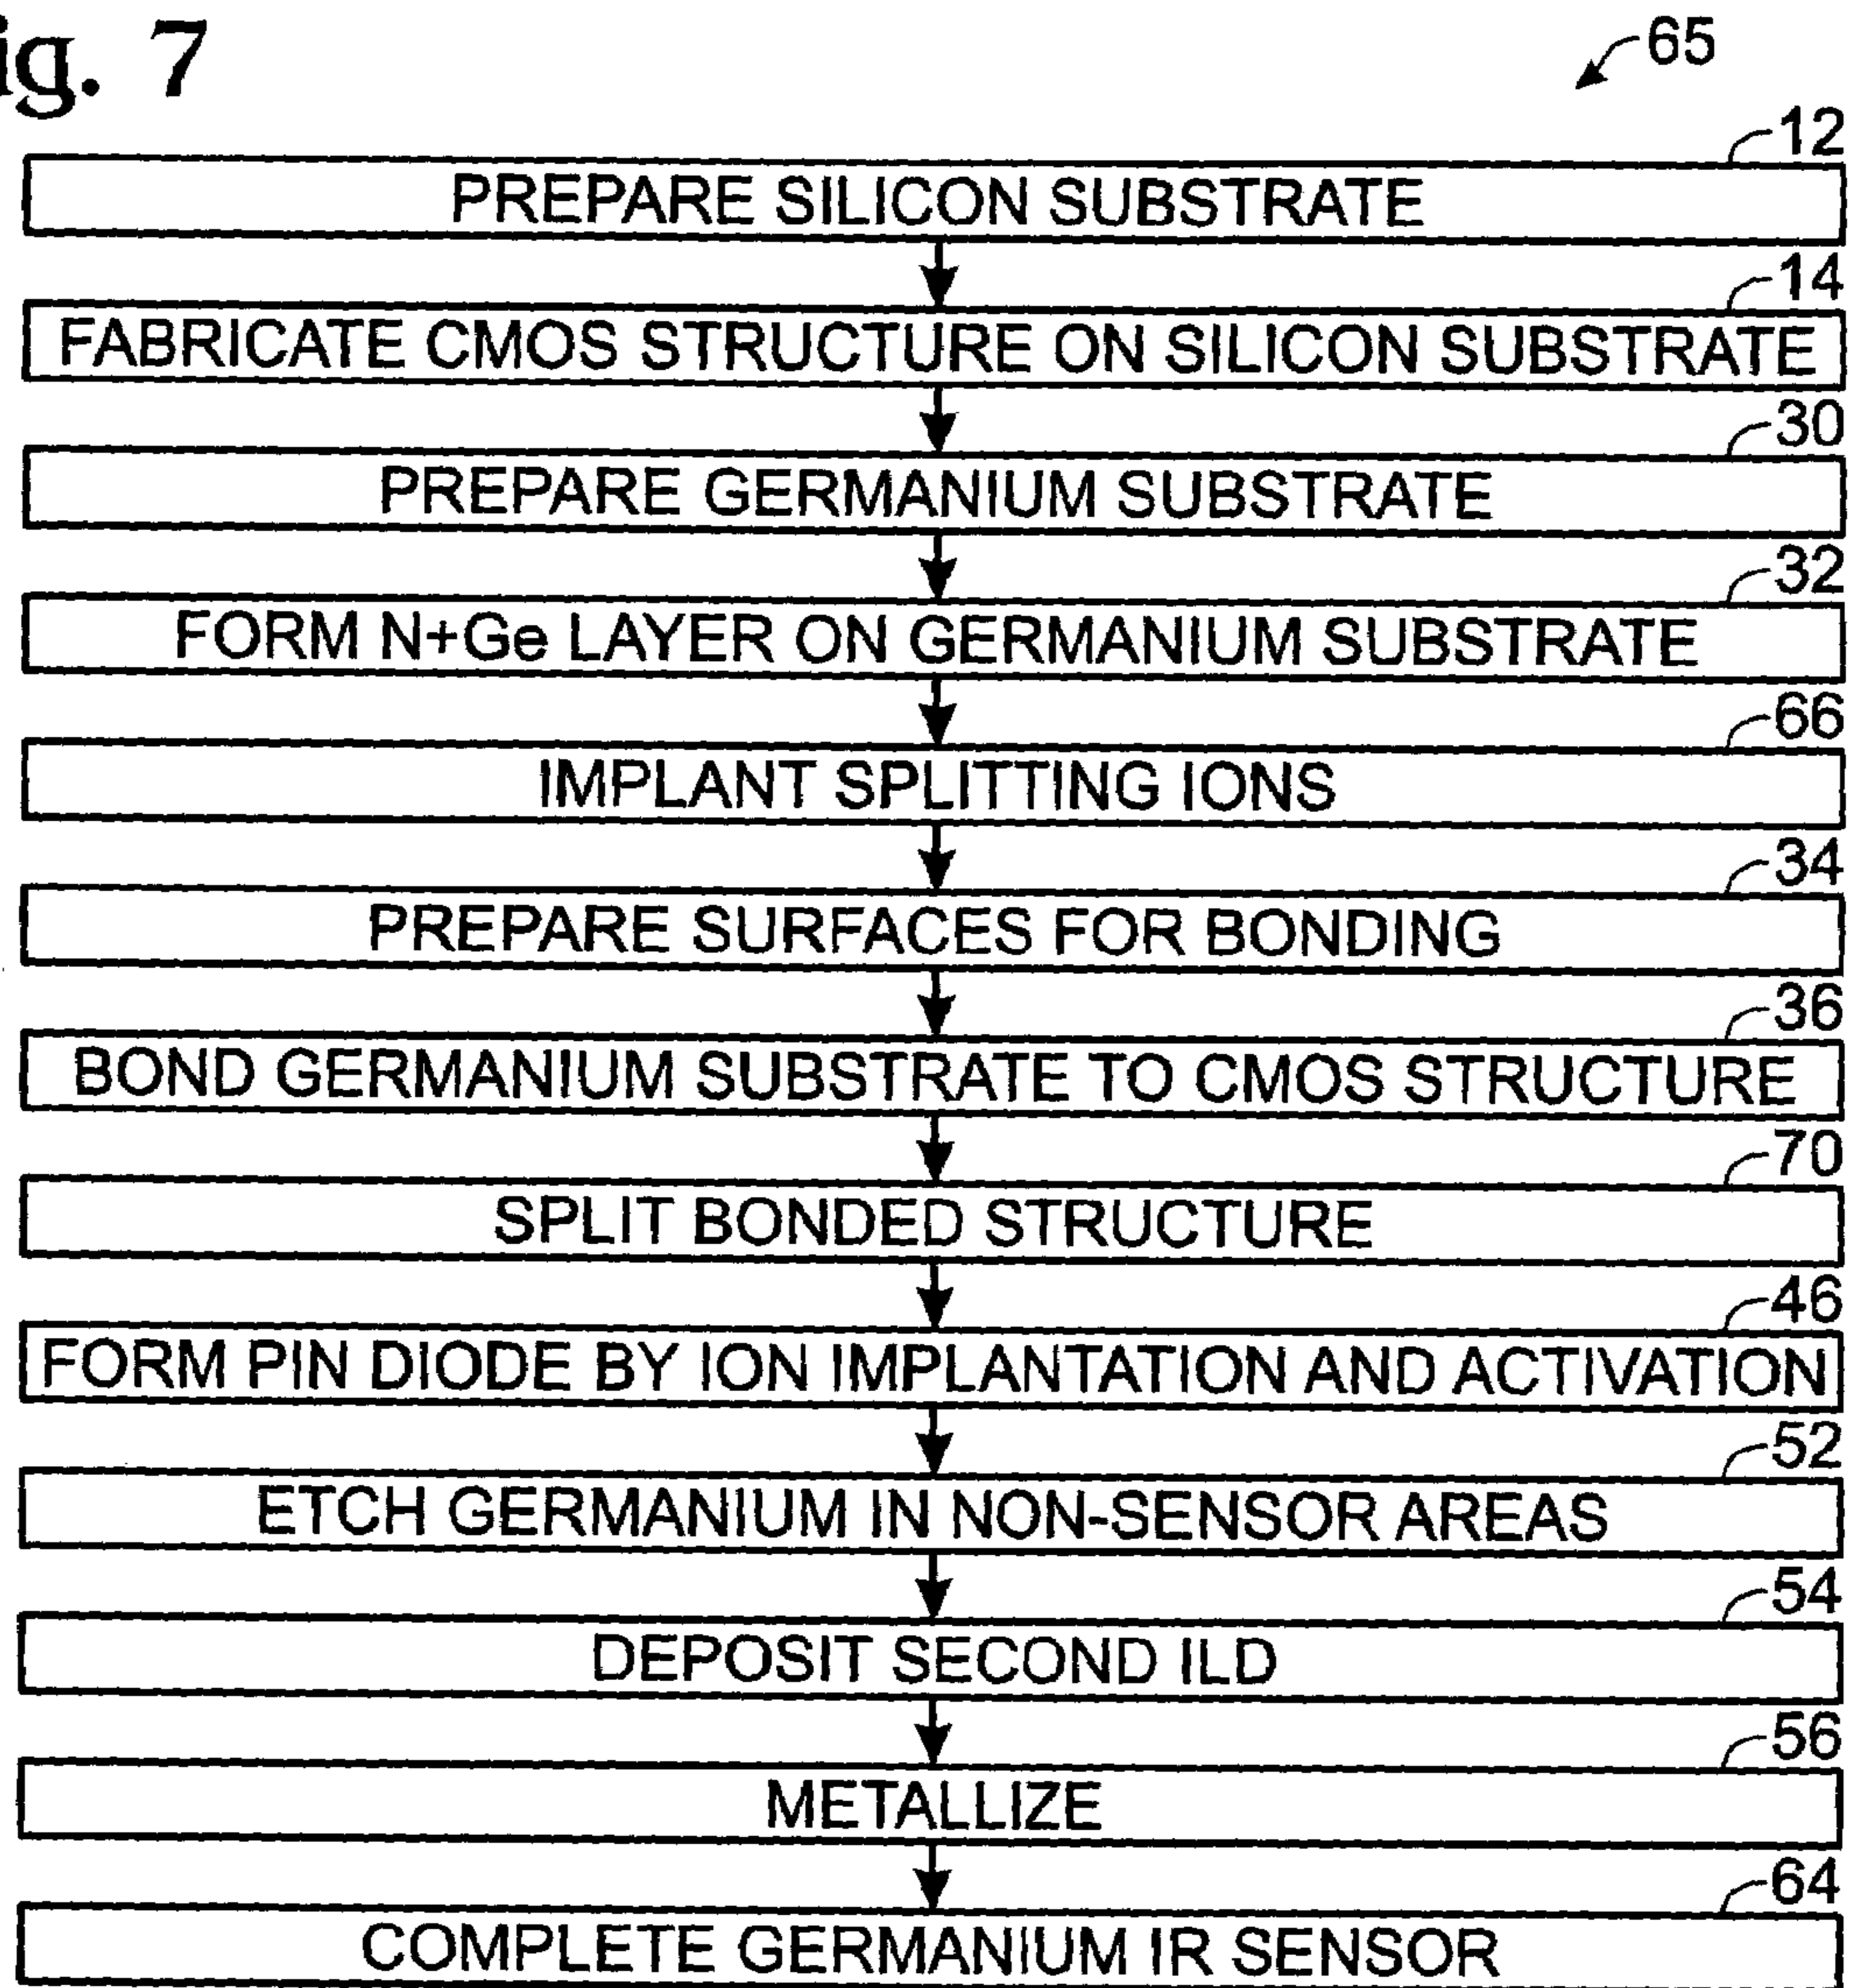 ig. 7
65
12
PREPARE SILICON SUBSTRATE
14
FABRICATE CMOS STRUCTURE ON SILICON SUBSTRATE
30
PREPARE GERMANIUM SUBSTRATE
32
FORM N+Ge LAYER ON GERMANIUM SUBSTRATE
66
IMPLANT SPLITTING IONS
34
PREPARE SURFACES FOR BONDING
36
BOND GERMANIUM SUBSTRATE TO CMOS STRUCTURE
70
SPLIT BONDED STRUCTURE
46
FORM PIN DIODE BY ION IMPLANTATION AND ACTIVATION
52
ETCH GERMANIUM IN NON-SENSOR AREAS
54
DEPOSIT SECOND ILD
56
METALLIZE
64
COMPLETE GERMANIUM IR SENSOR